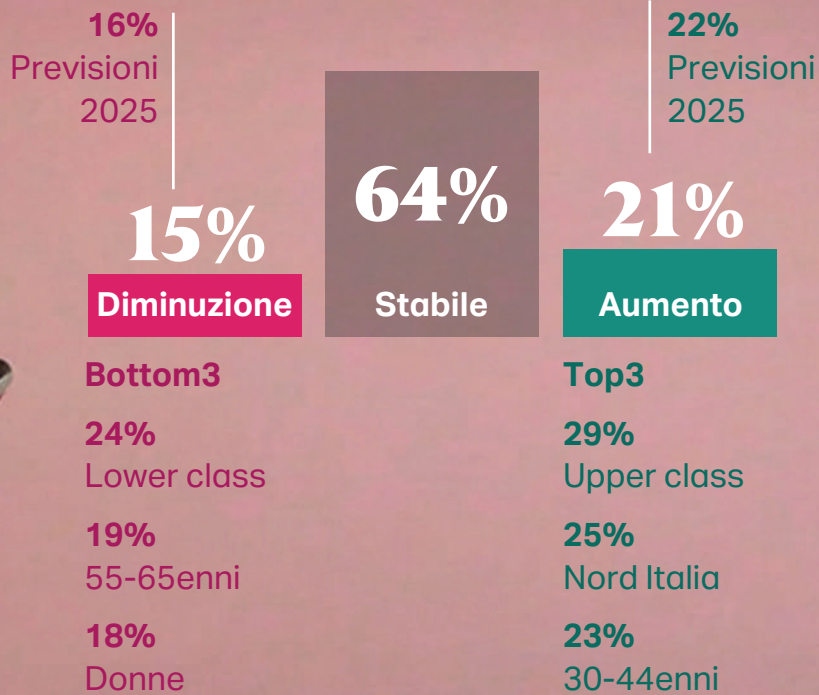 16%
Previsioni
2025
15%
Diminuzione
Bottom3
24%
Lower class
19%
55-65enni
18%
Donne
64%
Stabile
22%
Previsioni
2025
21%
Aumento
Top3
29%
Upper class
25%
Nord Italia
23%
30-44enni